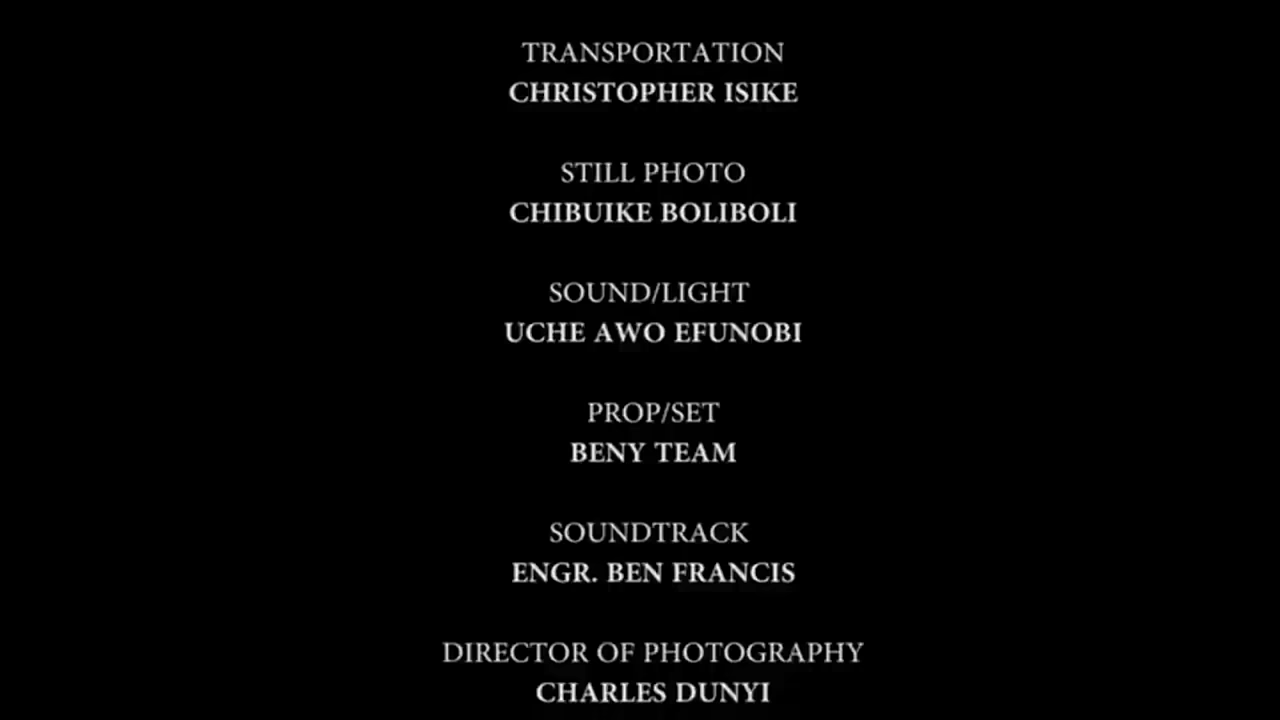 TRANSPORTATION
CHRISTOPHER ISIKE
STILL PHOTO
CHIBUIKE BOLIBOLI
SOUND/LIGHT
UCHE AWO EFUNOBI
PROP/SET
BENY TEAM
SOUNDTRACK
ENGR. BEN FRANCIS
DIRECTOR OF PHOTOGRAPHY
CHARLES DUNYI